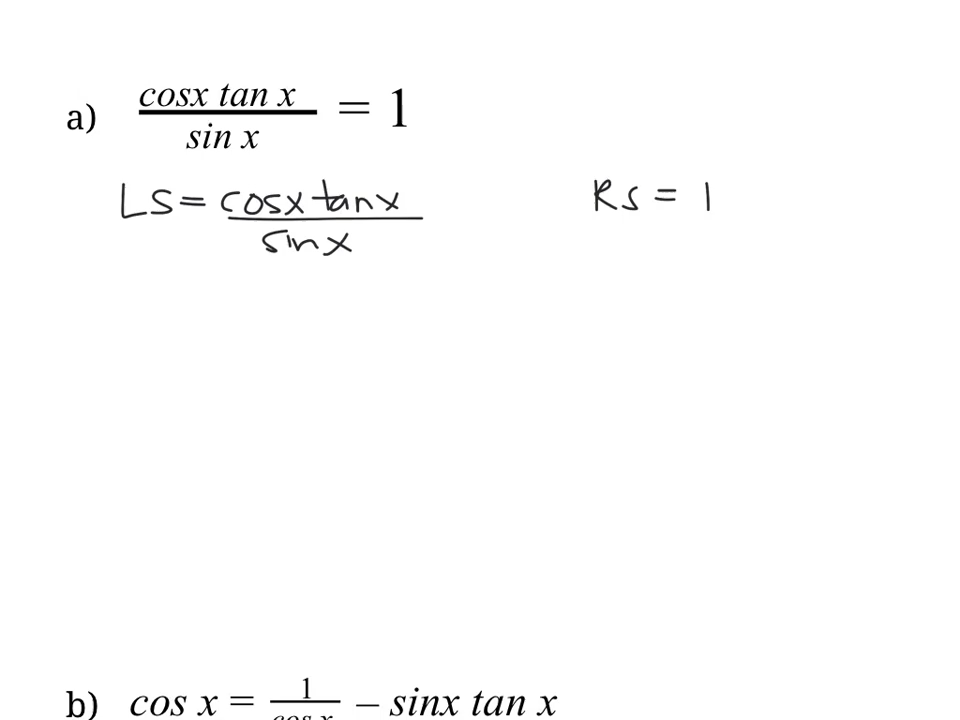 a) cosx tan x / sin x = 1
LS = cosx tanx / sinx RS = 1
b) cos x = 1 / cos x – sinx tan x